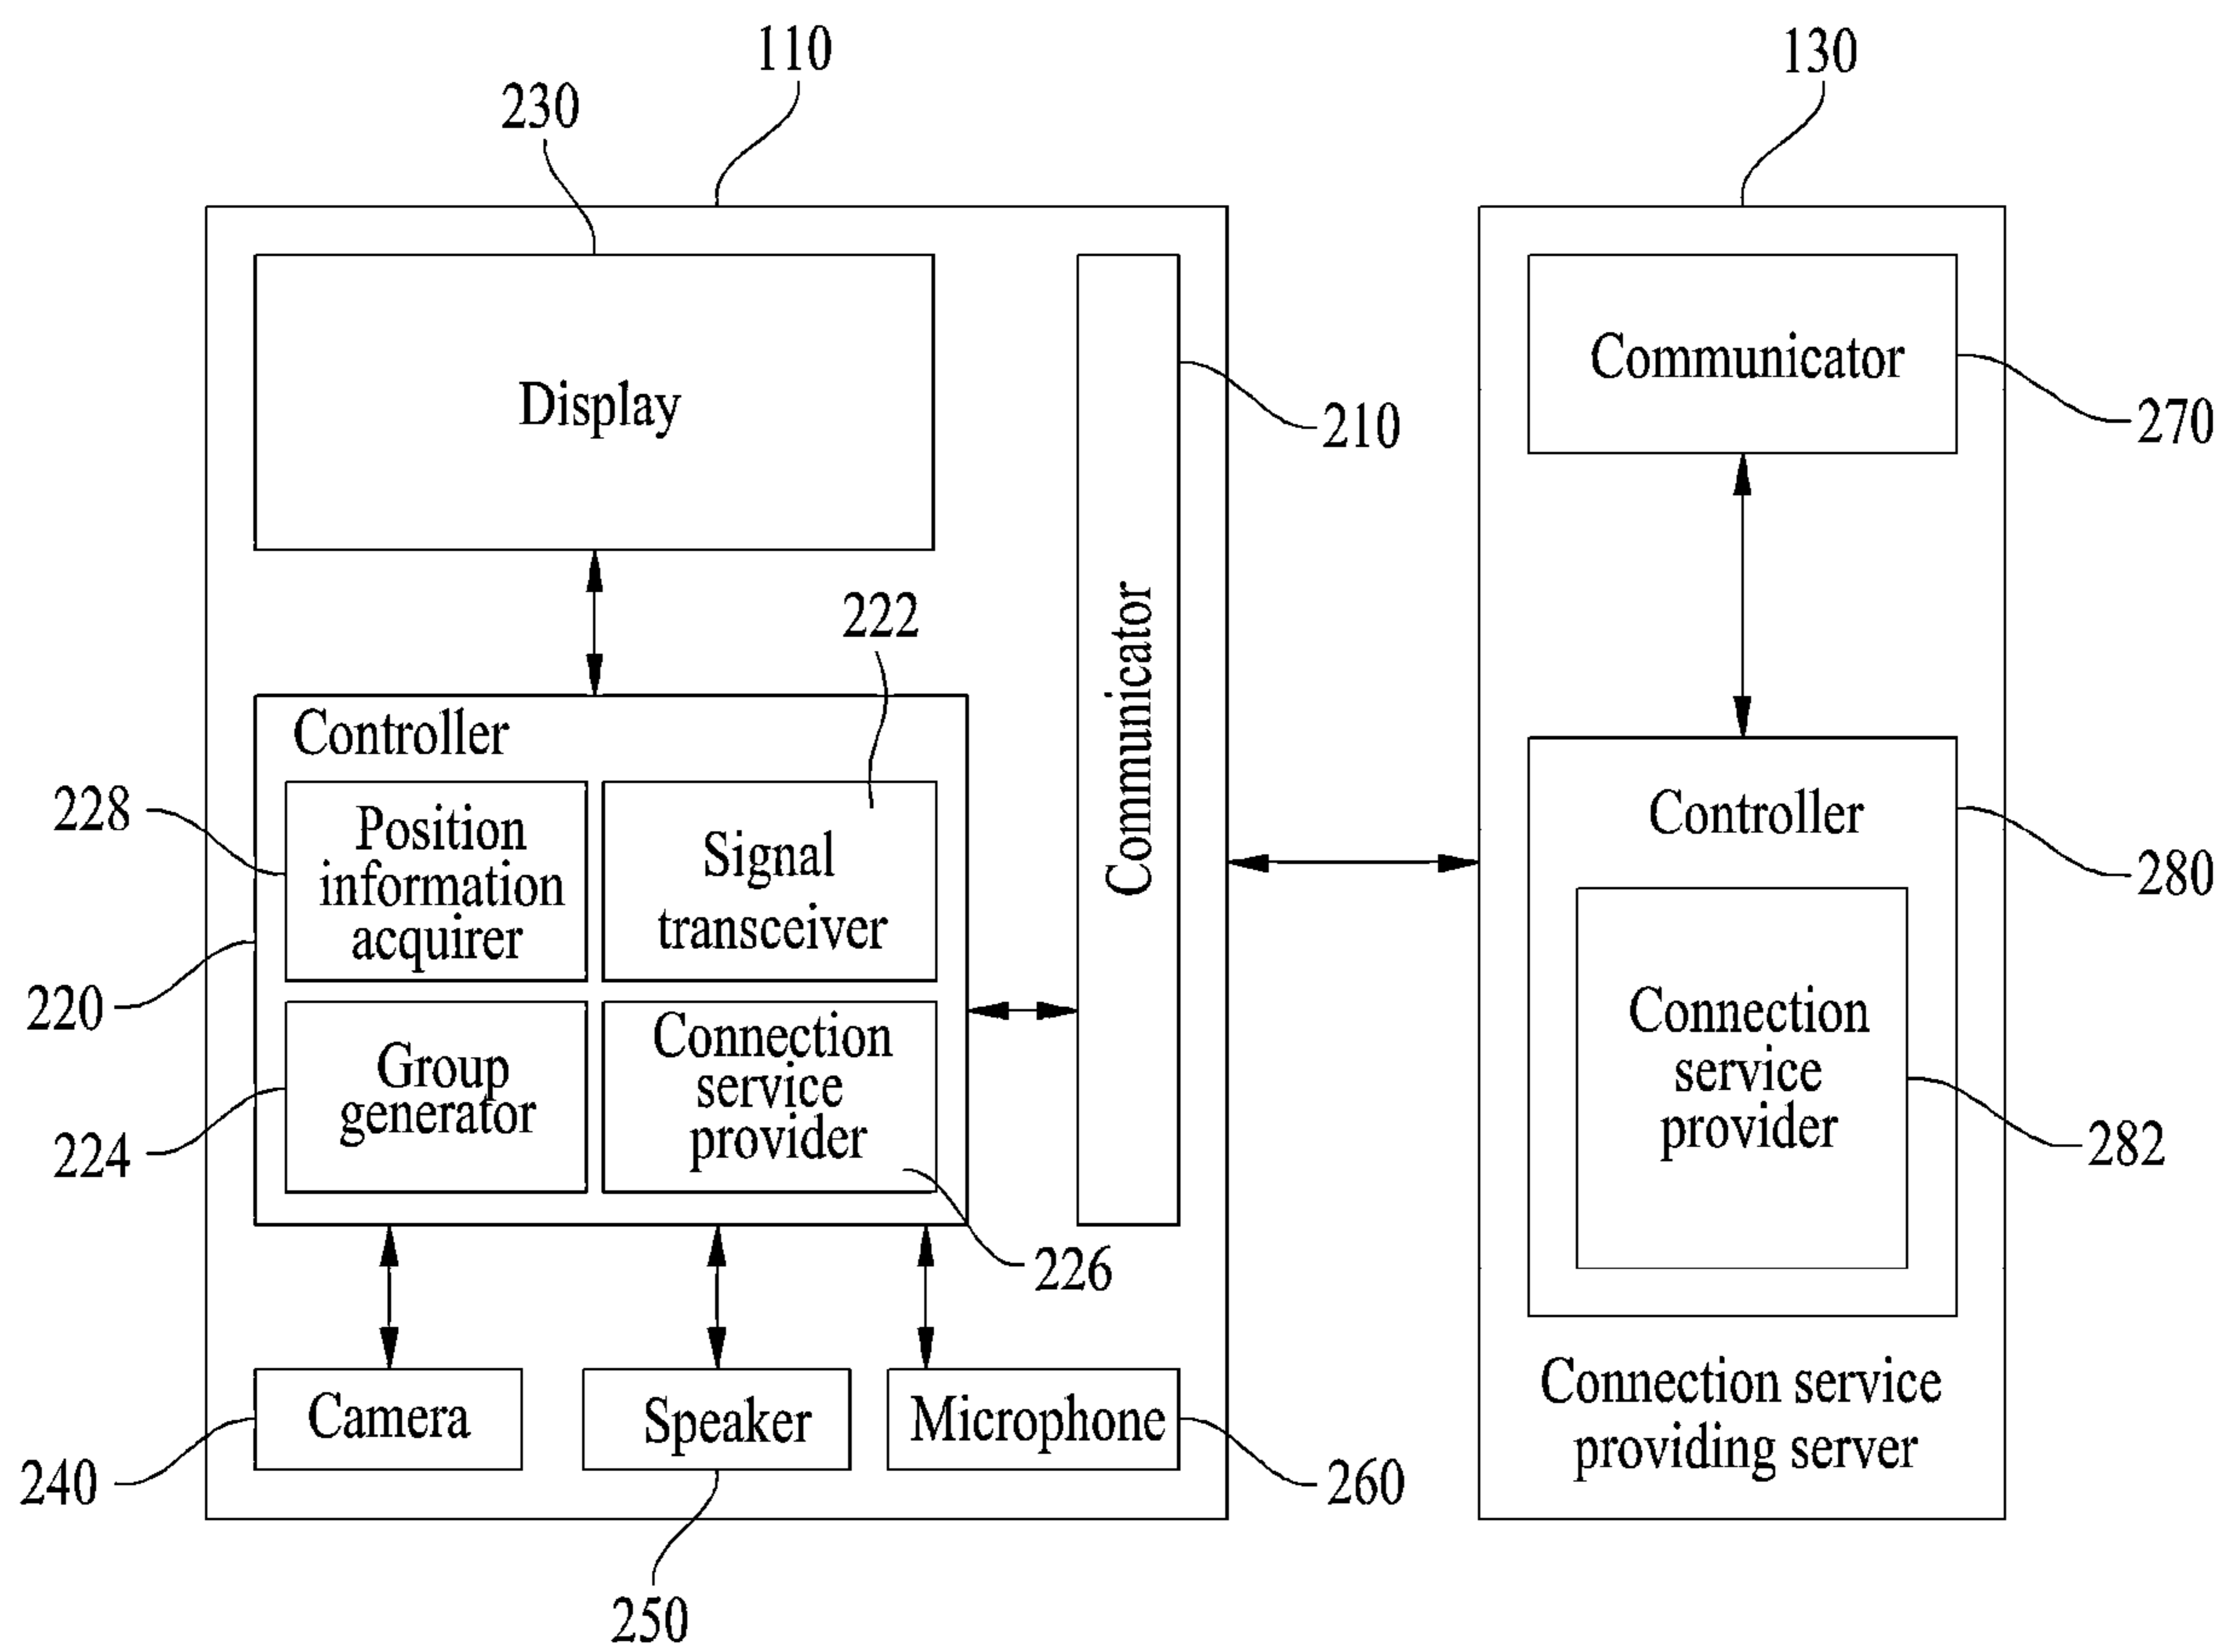 110
130
230
Display
Communicator
210
Communicator
270
222
Controller
228
Position
information
acquirer
Signal
transceiver
220
Group
generator
224
Connection
service
provider
226
Controller
280
Connection
service
provider
282
Camera
240
Speaker
250
Microphone
260
Connection service
providing server